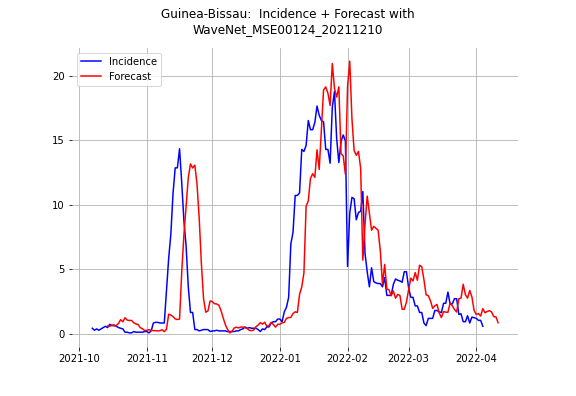 Guinea-Bissau:  Incidence + Forecast with
WaveNet_MSE00124_20211210
Incidence
Forecast
20
15
10
5
0
2021-10 2021-11 2021-12 2022-01 2022-02 2022-03 2022-04